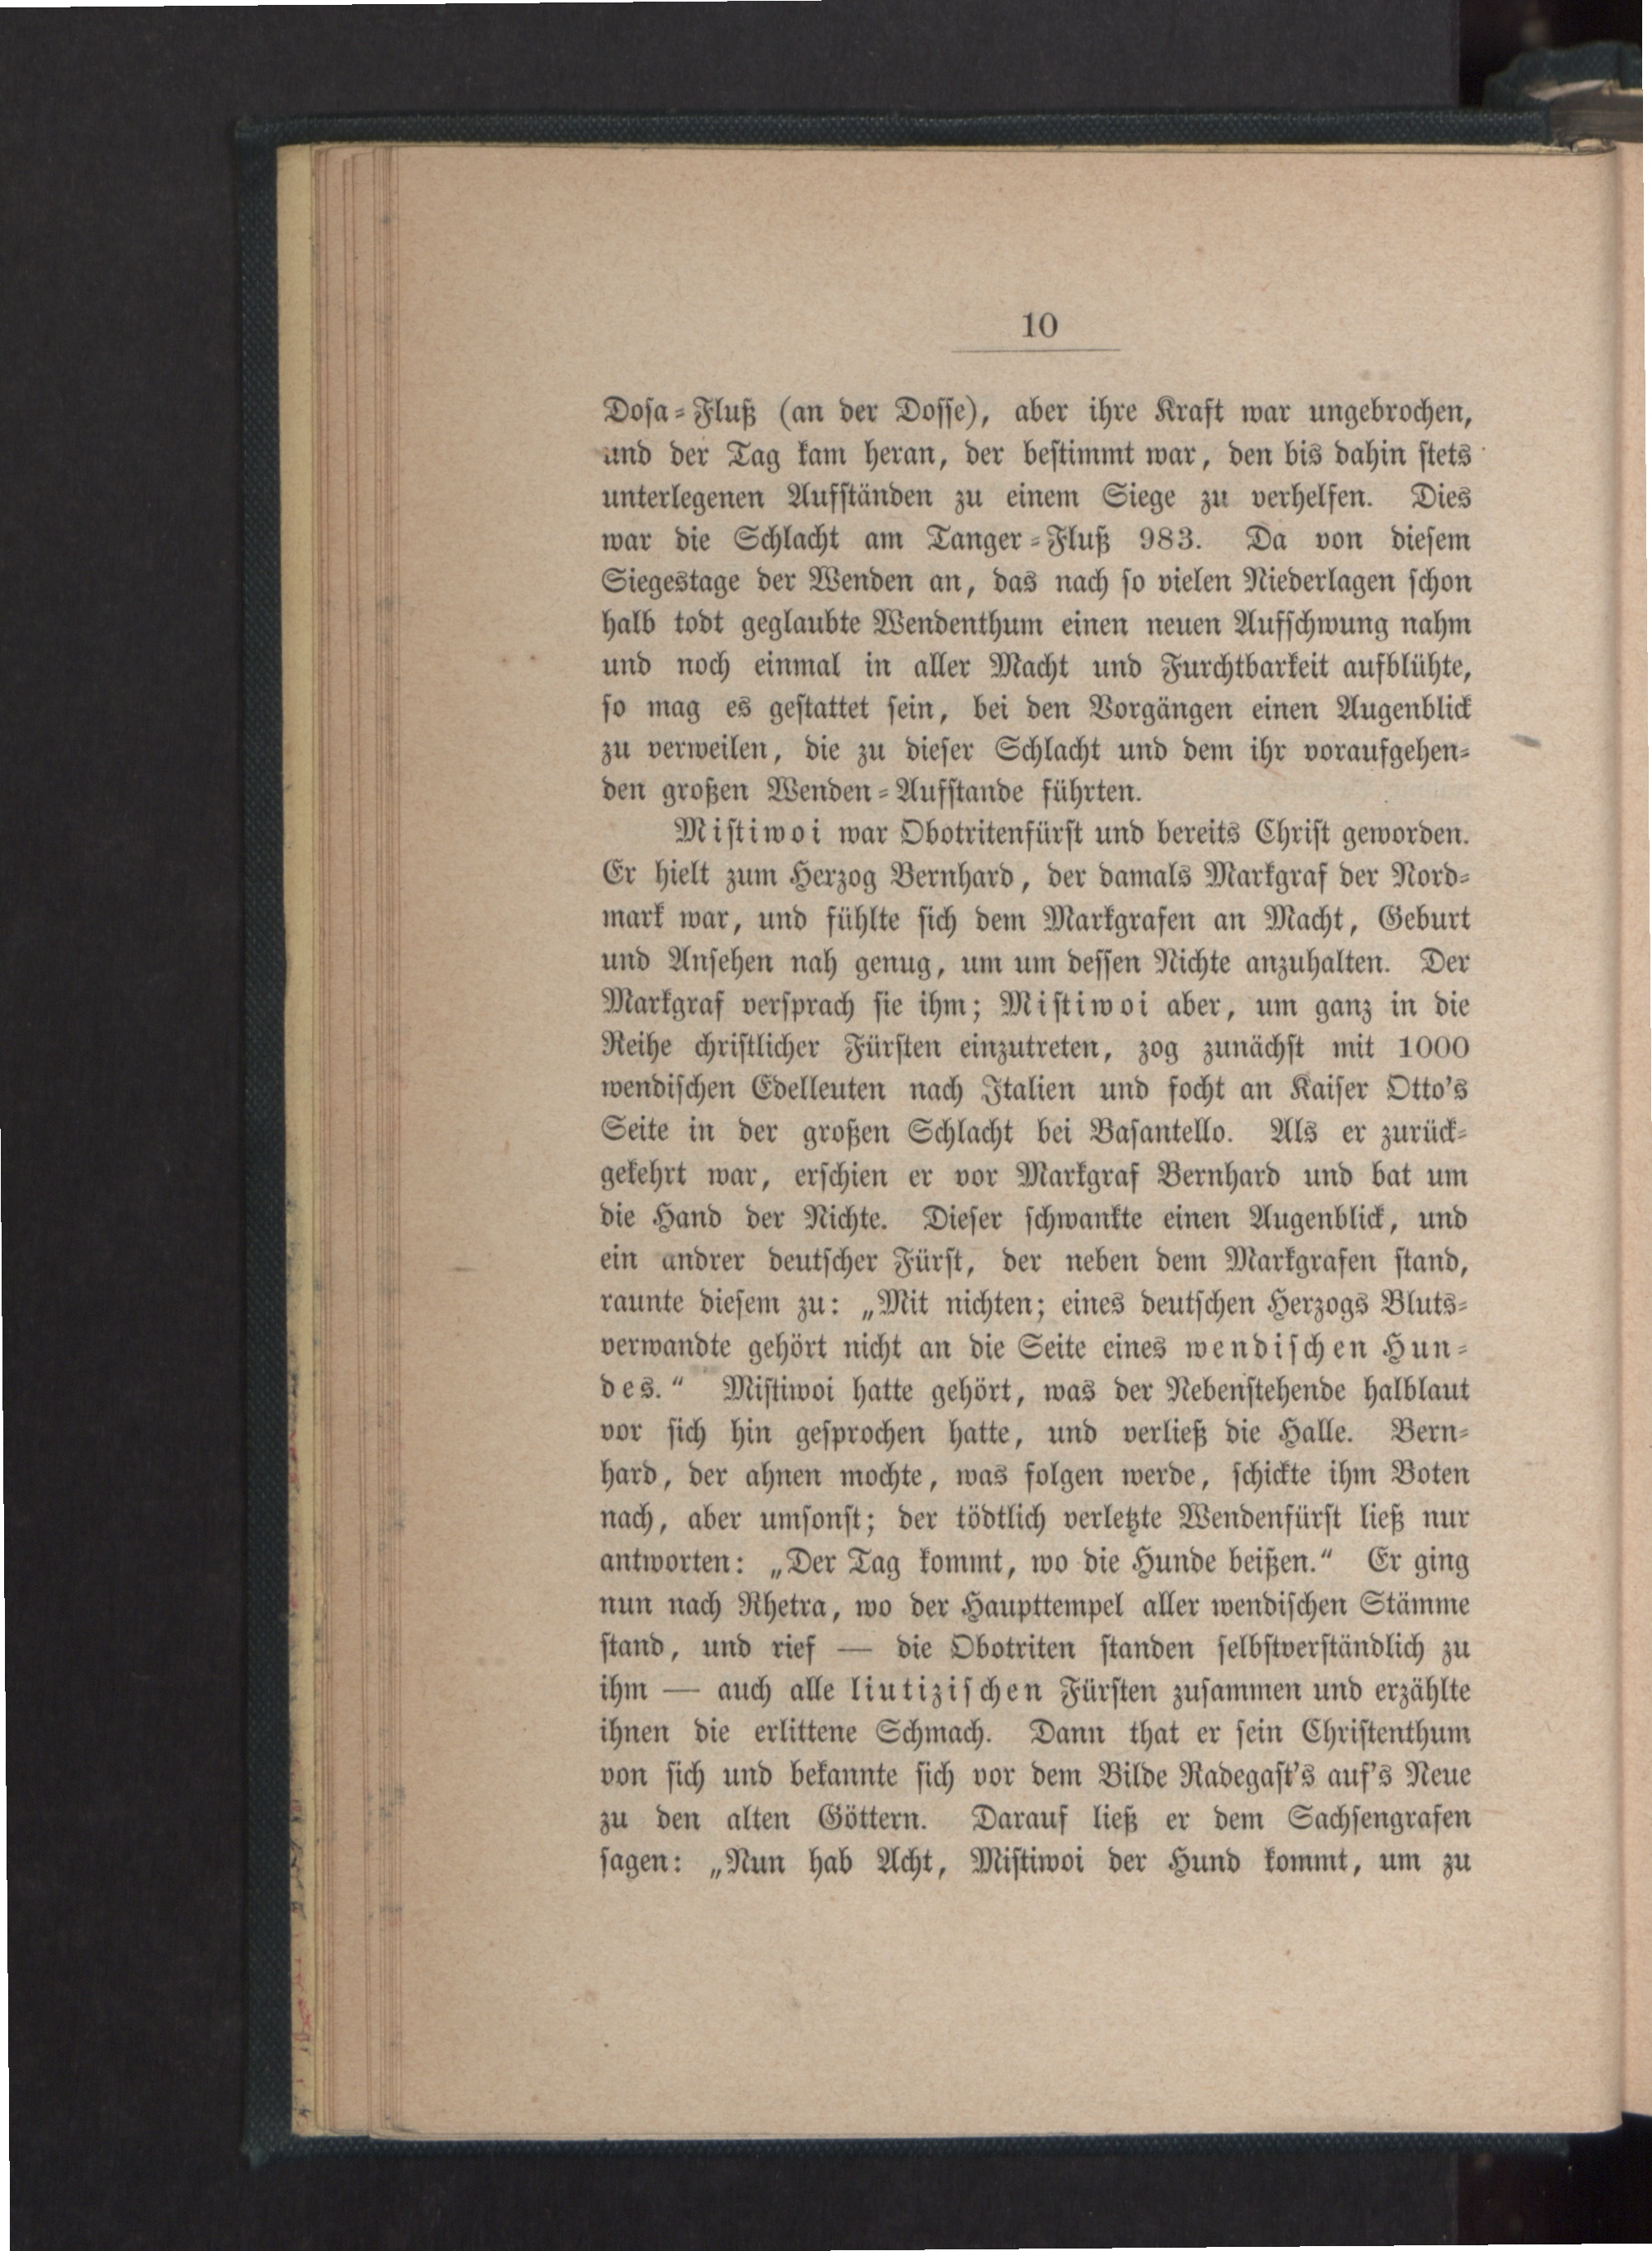 10
Dosa-Fluß (an der Dosse), aber ihre Kraft war ungebrochen,
und der Tag kam heran, der bestimmt war, den bis dahin stets
unterlegenen Aufständen zu einem Siege zu verhelfen. Dies
war die Schlacht am Tanger-Fluß 983. Da von diesem
Siegestage der Wenden an, das nach so vielen Niederlagen schon
halb todt geglaubte Wendenthum einen neuen Aufschwung nahm
und noch einmal in aller Macht und Furchtbarkeit aufblühte,
so mag es gestattet sein, bei den Vorgängen einen Augenblick
zu verweilen, die zu dieser Schlacht und dem ihr voraufgehen-
den großen Wenden-Aufstande führten.
Mistiwoi war Obotritenfürst und bereits Christ geworden.
Er hielt zum Herzog Bernhard, der damals Markgraf der Nord-
mark war, und fühlte sich dem Markgrafen an Macht, Geburt
und Ansehen nah genug, um um dessen Nichte anzuhalten. Der
Markgraf versprach sie ihm; Mistiwoi aber, um ganz in die
Reihe christlicher Fürsten einzutreten, zog zunächst mit 1000
wendischen Edelleuten nach Italien und focht an Kaiser Otto's
Seite in der großen Schlacht bei Basantello. Als er zurück-
gekehrt war, erschien er vor Markgraf Bernhard und bat um
die Hand der Nichte. Dieser schwankte einen Augenblick, und
ein andrer deutscher Fürst, der neben dem Markgrafen stand,
raunte diesem zu: „Mit nichten; eines deutschen Herzogs Bluts-
verwandte gehört nicht an die Seite eines wendischen Hun-
des.“ Mistiwoi hatte gehört, was der Nebenstehende halblaut
vor sich hin gesprochen hatte, und verließ die Halle. Bern-
hard, der ahnen mochte, was folgen werde, schickte ihm Boten
nach, aber umsonst; der tödtlich verletzte Wendenfürst ließ nur
antworten: „Der Tag kommt, wo die Hunde beißen.“ Er ging
nun nach Rhetra, wo der Haupttempel aller wendischen Stämme
stand, und rief — die Obotriten standen selbstverständlich zu
ihm — auch alle liutizischen Fürsten zusammen und erzählte
ihnen die erlittene Schmach. Dann that er sein Christenthum
von sich und bekannte sich vor dem Bilde Radegast's auf's Neue
zu den alten Göttern. Darauf ließ er dem Sachsengrafen
sagen: „Nun hab Acht, Mistiwoi der Hund kommt, um zu